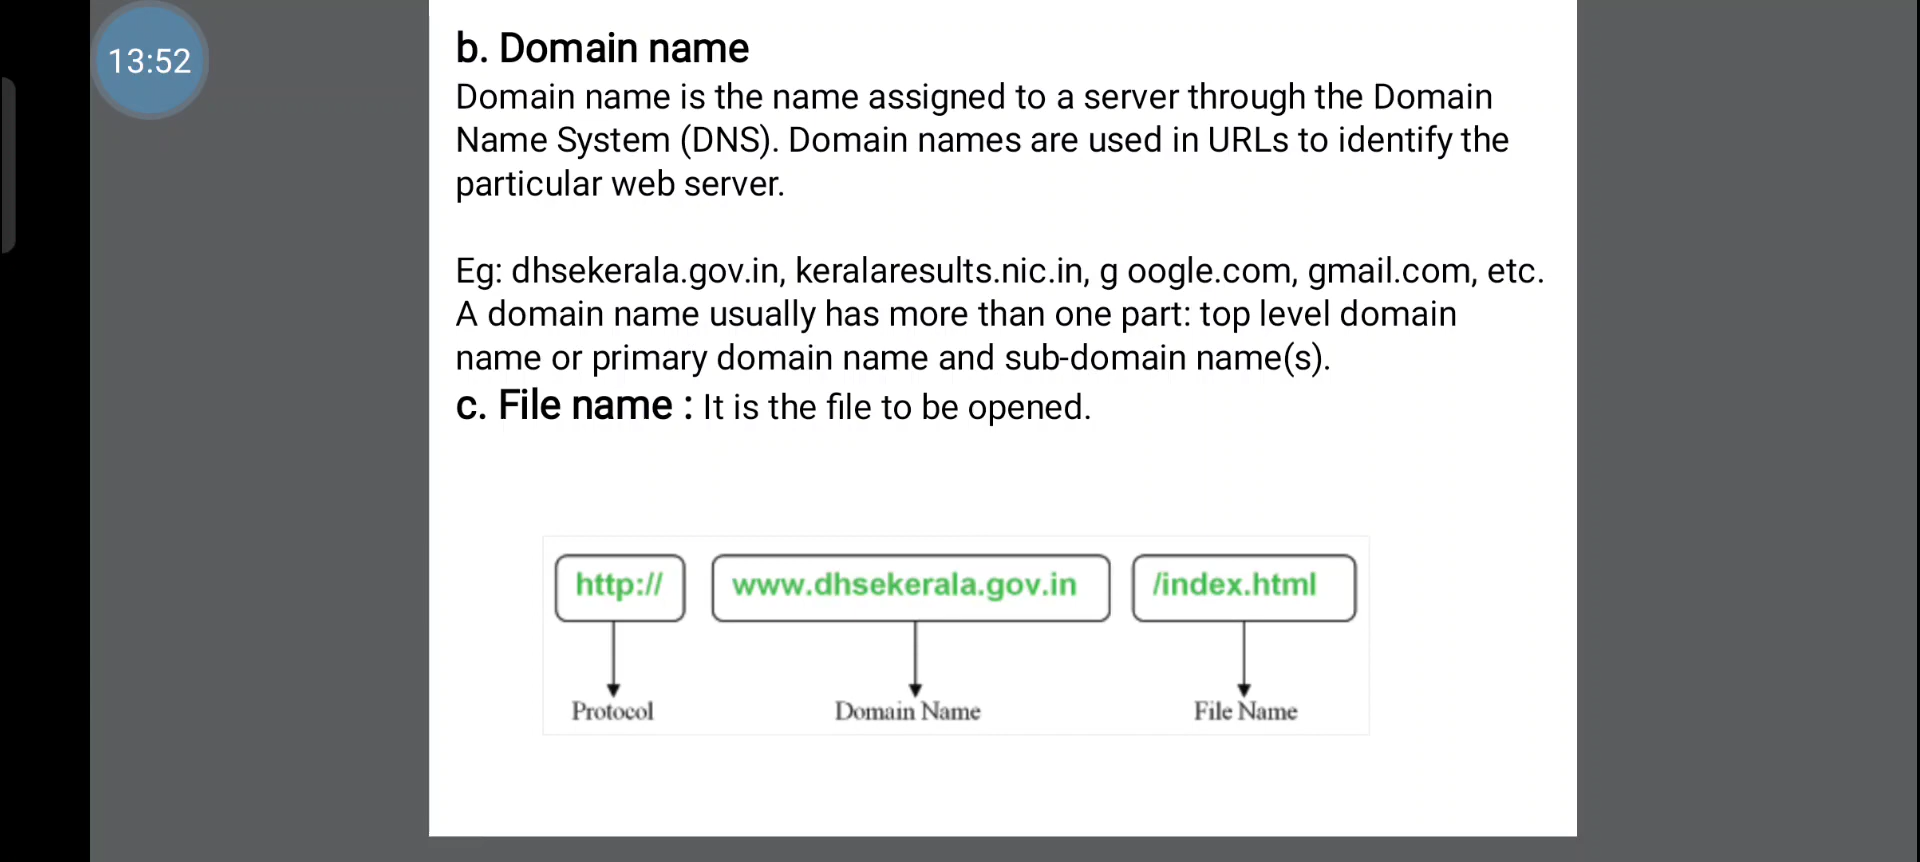 13:52
b. Domain name
Domain name is the name assigned to a server through the Domain
Name System (DNS). Domain names are used in URLs to identify the
particular web server.
Eg: dhsekerala.gov.in, keralaresults.nic.in, g oogle.com, gmail.com, etc.
A domain name usually has more than one part: top level domain
name or primary domain name and sub-domain name(s).
c. File name : It is the file to be opened.
http:// www.dhsekerala.gov.in /index.html
Protocol Domain Name File Name